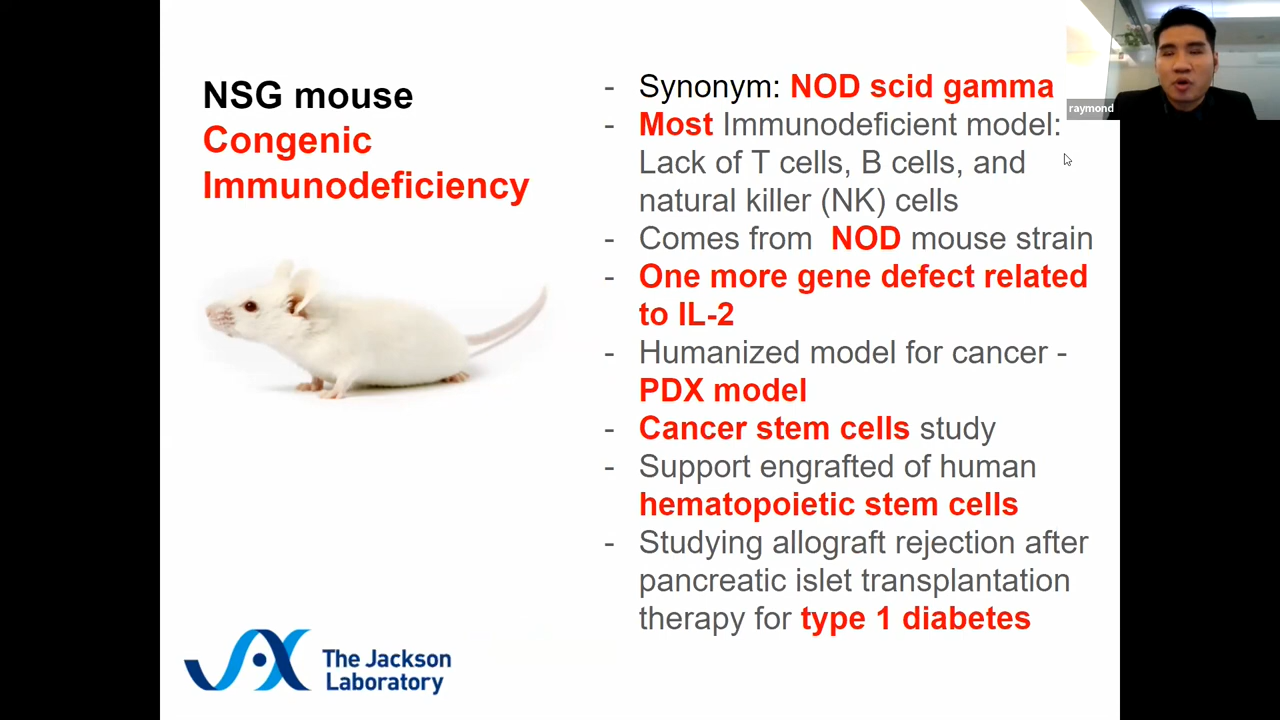 NSG mouse
Congenic
Immunodeficiency
- Synonym: NOD scid gamma
- Most Immunodeficient model:
Lack of T cells, B cells, and
natural killer (NK) cells
- Comes from NOD mouse strain
- One more gene defect related
to IL-2
- Humanized model for cancer -
PDX model
- Cancer stem cells study
- Support engrafted of human
hematopoietic stem cells
- Studying allograft rejection after
pancreatic islet transplantation
therapy for type 1 diabetes
raymond
JAX The Jackson
Laboratory